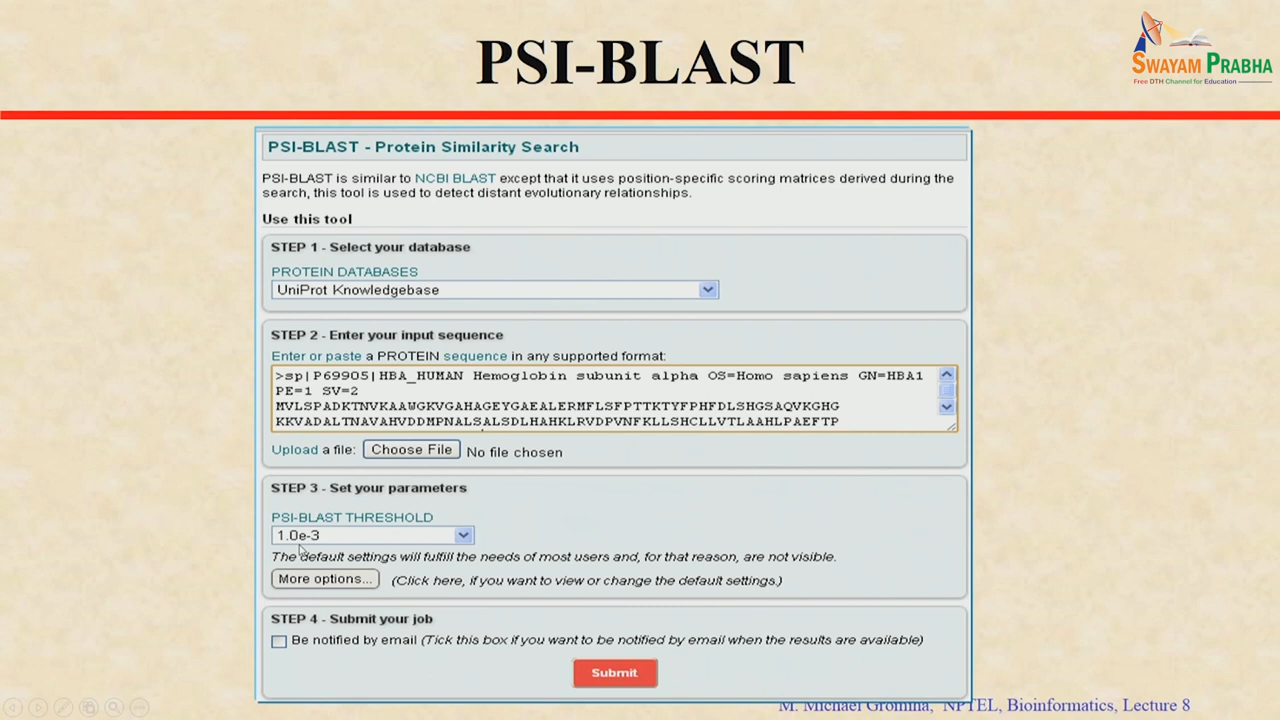 PSI-BLAST
SWAYAM PRABHA
Free DTH Channel for Education
PSI-BLAST - Protein Similarity Search
PSI-BLAST is similar to NCBI BLAST except that it uses position-specific scoring matrices derived during the
search, this tool is used to detect distant evolutionary relationships.
Use this tool
STEP 1 - Select your database
PROTEIN DATABASES
UniProt Knowledgebase
STEP 2 - Enter your input sequence
Enter or paste a PROTEIN sequence in any supported format:
>sp|P69905|HBA_HUMAN Hemoglobin subunit alpha OS=Homo sapiens GN=HBA1
PE=1 SV=2
MVLSPADKTNVKAAWGKVGAHAGEYGAEALERMFLSFPTTKTYFPHFDLSHGSAQVKGHG
KKVADALTNAVAHVDDMPNALSALSDLHAHKLRVDPVNFKLLSHCLLVTLAAHLPAEFTP
Upload a file: Choose File No file chosen
STEP 3 - Set your parameters
PSI-BLAST THRESHOLD
1.0e-3
The default settings will fulfill the needs of most users and, for that reason, are not visible.
More options... (Click here, if you want to view or change the default settings.)
STEP 4 - Submit your job
Be notified by email (Tick this box if you want to be notified by email when the results are available)
Submit
M. Michael Gromiha, NPTEL, Bioinformatics, Lecture 8